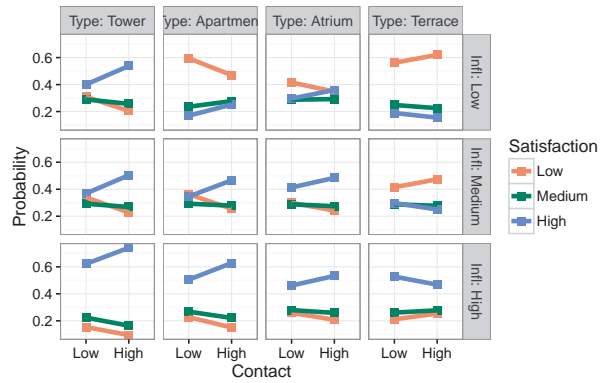 Type: Tower
Type: Apartmen
Type: Atrium
Type: Terrace
0.6
0.4
0.2
Infl: Low
0.6
0.4
0.2
Infl: Medium
0.6
0.4
0.2
Infl: High
Probability
Low High Low High Low High Low High
Contact
Satisfaction
Low
Medium
High